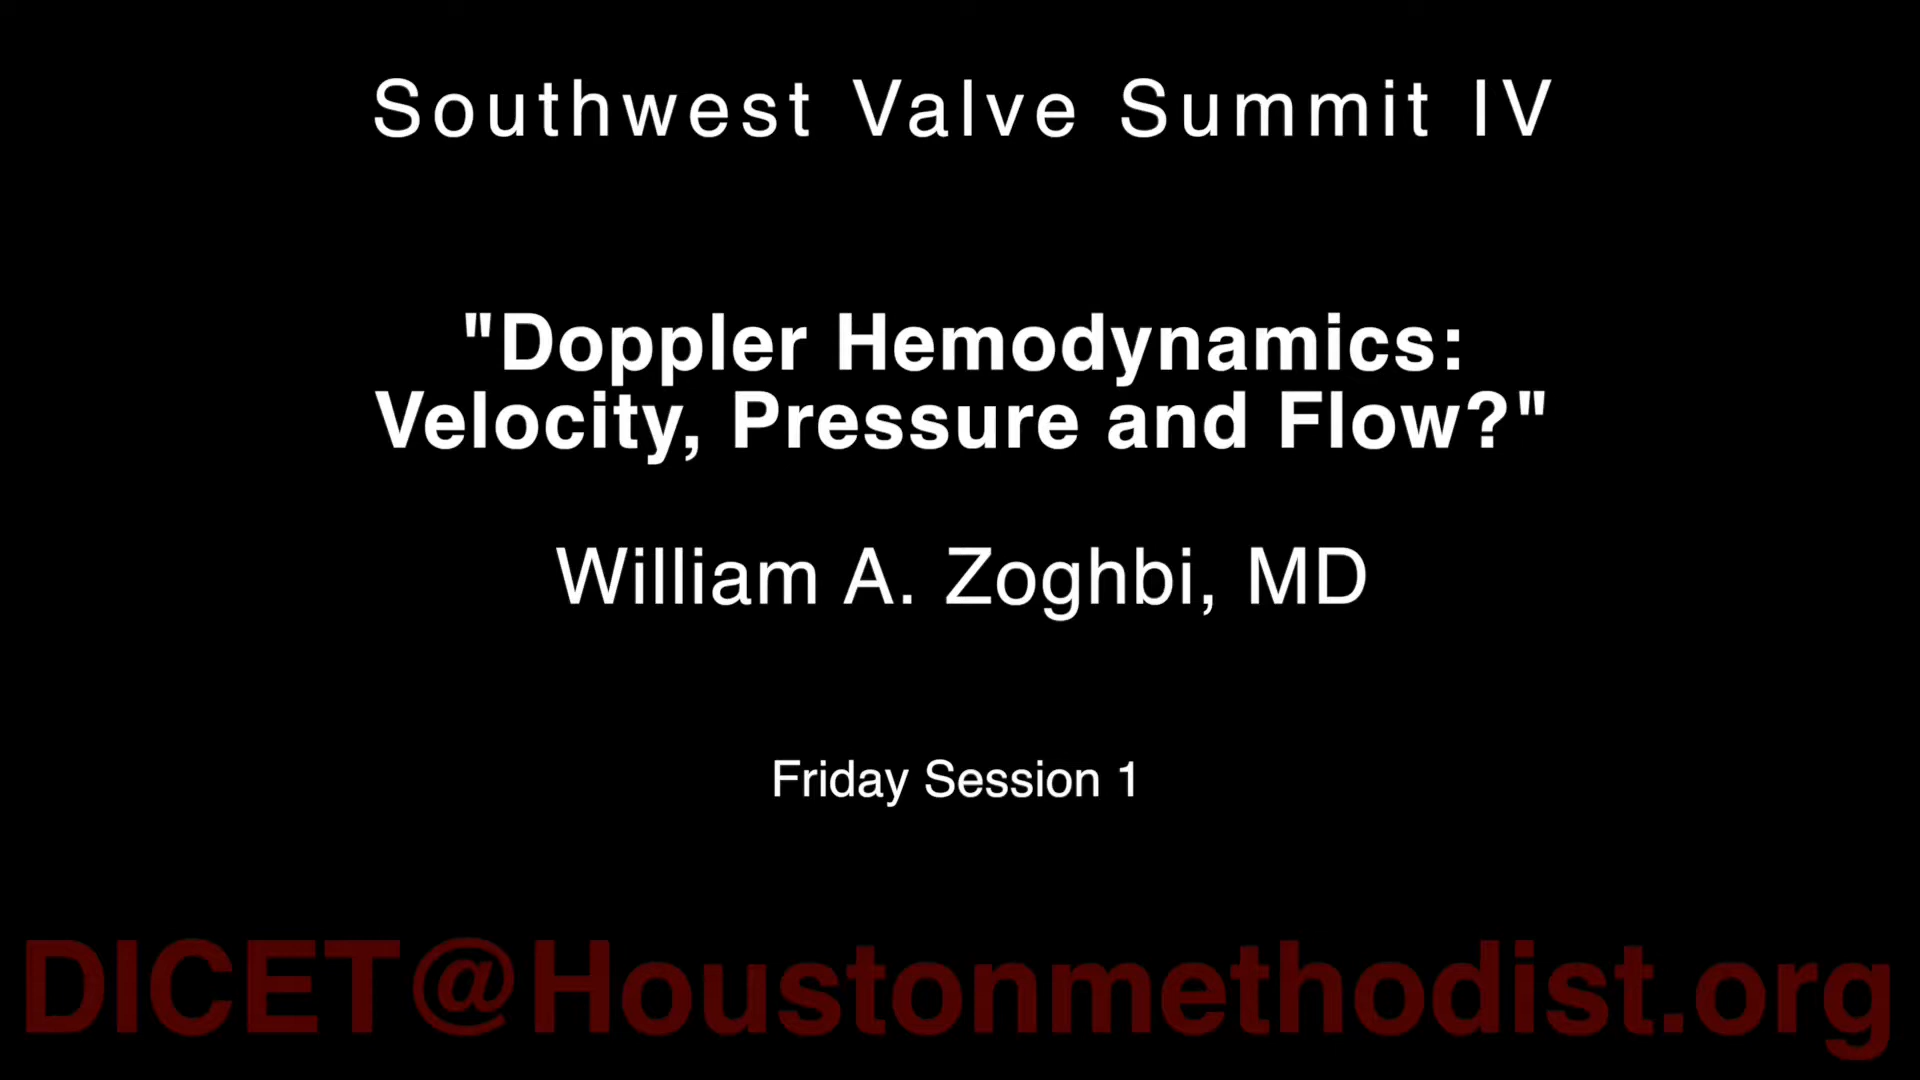 Southwest Valve Summit IV
"Doppler Hemodynamics:
Velocity, Pressure and Flow?"
William A. Zoghbi, MD
Friday Session 1
DICET@Houstonmethodist.org